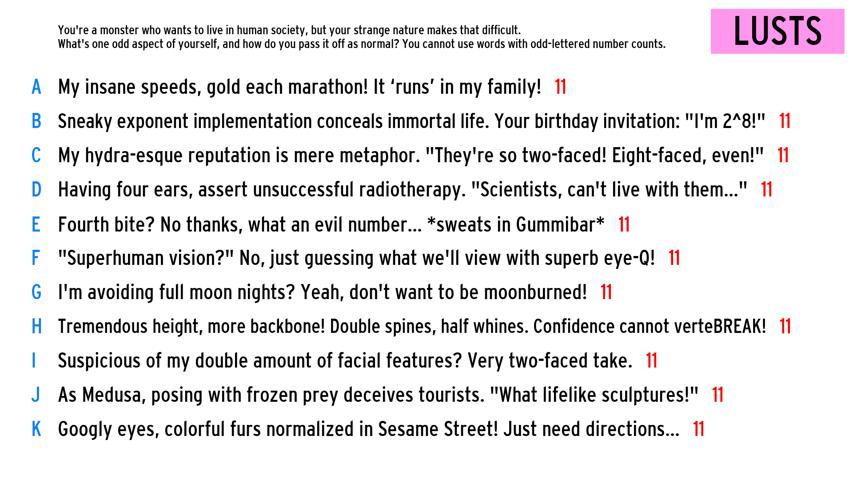 You're a monster who wants to live in human society, but your strange nature makes that difficult.
What's one odd aspect of yourself, and how do you pass it off as normal? You cannot use words with odd-lettered number counts.
LUSTS
A My insane speeds, gold each marathon! It ‘runs’ in my family! 11
B Sneaky exponent implementation conceals immortal life. Your birthday invitation: "I'm 2^8!" 11
C My hydra-esque reputation is mere metaphor. "They're so two-faced! Eight-faced, even!" 11
D Having four ears, assert unsuccessful radiotherapy. "Scientists, can't live with them..." 11
E Fourth bite? No thanks, what an evil number... *sweats in Gummibar* 11
F "Superhuman vision?" No, just guessing what we'll view with superb eye-Q! 11
G I'm avoiding full moon nights? Yeah, don't want to be moonburned! 11
H Tremendous height, more backbone! Double spines, half whines. Confidence cannot verteBREAK! 11
I Suspicious of my double amount of facial features? Very two-faced take. 11
J As Medusa, posing with frozen prey deceives tourists. "What lifelike sculptures!" 11
K Googly eyes, colorful furs normalized in Sesame Street! Just need directions... 11